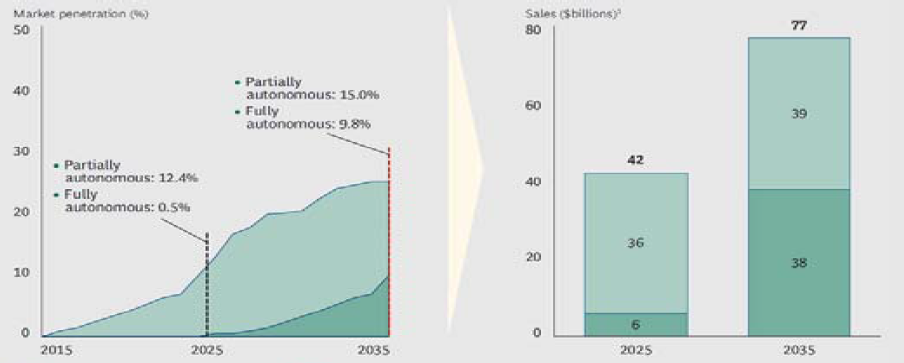 Market penetration (%)
50
40
30
20
10
0
• Partially
autonomous: 12.4%
• Fully
autonomous: 0.5%
• Partially
autonomous: 15.0%
• Fully
autonomous: 9.8%
2015
2025
2035
Sales ($billions)¹
80
60
40
20
0
42
36
6
77
39
38
2025
2035